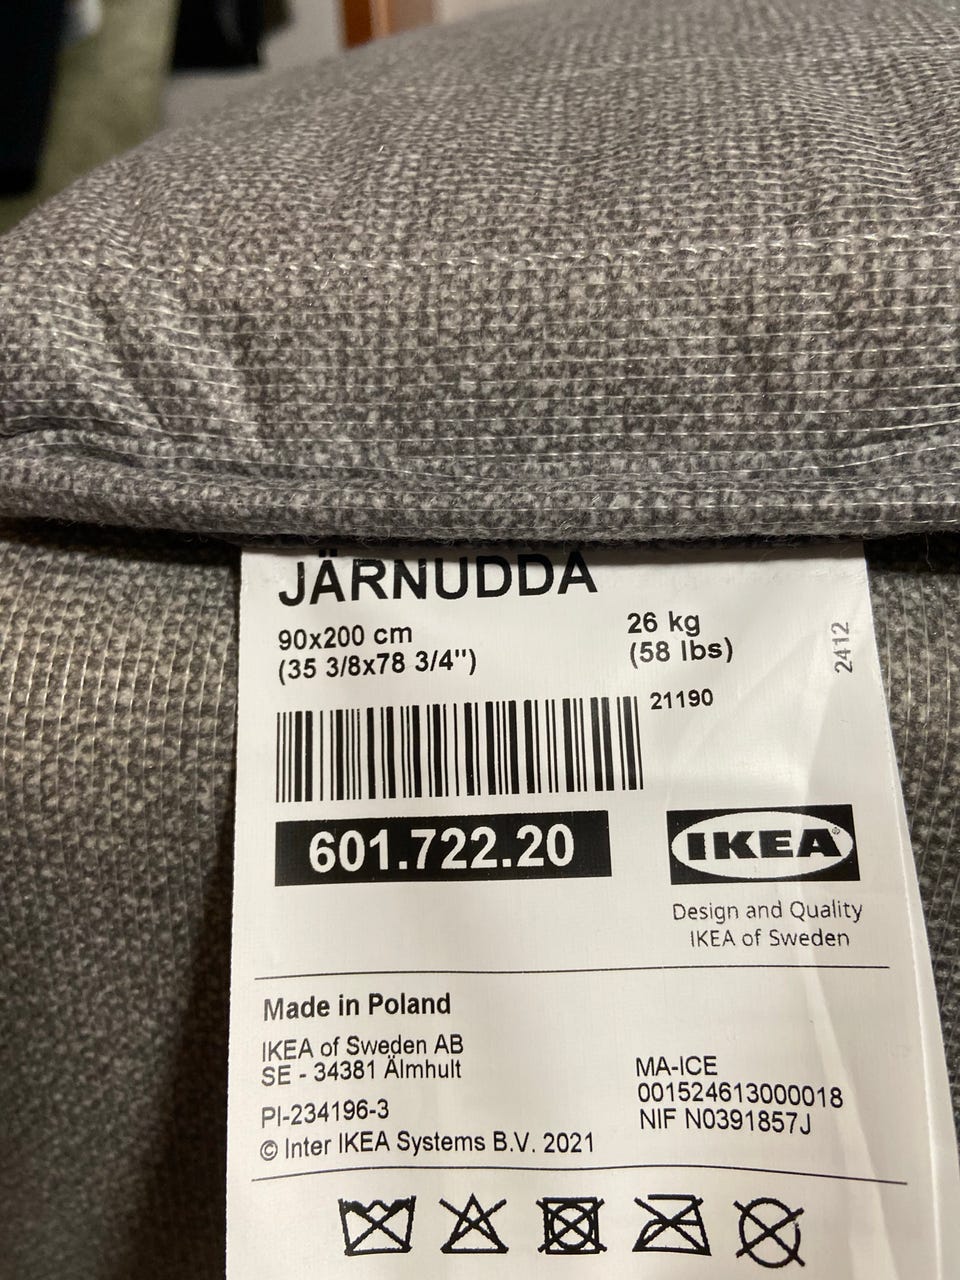 JÄRNUDDA
90x200 cm
(35 3/8x78 3/4")
26 kg
(58 lbs)
2412
21190
601.722.20
IKEA®
Design and Quality
IKEA of Sweden
Made in Poland
IKEA of Sweden AB
SE - 34381 Älmhult
PI-234196-3
© Inter IKEA Systems B.V. 2021
MA-ICE
001524613000018
NIF N0391857J